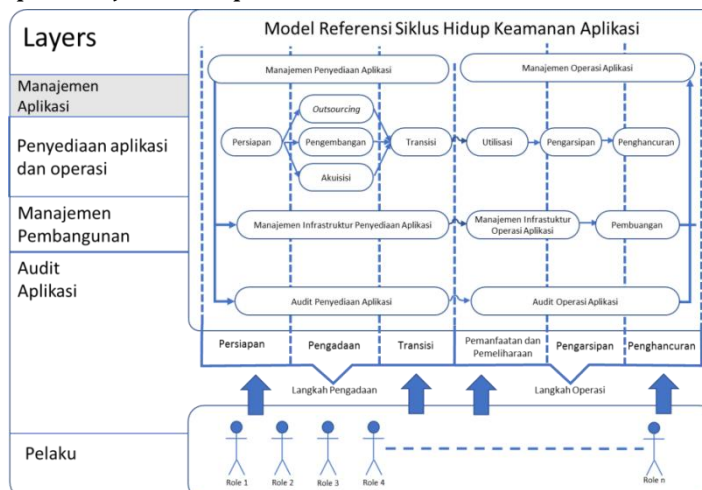 Layers
Model Referensi Siklus Hidup Keamanan Aplikasi
Manajemen
Aplikasi
Manajemen Penyediaan Aplikasi
Manajemen Operasi Aplikasi
Penyediaan aplikasi
dan operasi
Outsourcing
Persiapan
Pengembangan
Transisi
Utilisasi
Pengarsipan
Penghancuran
Akuisisi
Manajemen
Pembangunan
Manajemen Infrastruktur Penyediaan Aplikasi
Manajemen Infrastuktur
Operasi Aplikasi
Pembuangan
Audit
Aplikasi
Audit Penyediaan Aplikasi
Audit Operasi Aplikasi
Persiapan
Pengadaan
Transisi
Pemanfaatan dan
Pemeliharaan
Pengarsipan
Penghancuran
Langkah Pengadaan
Langkah Operasi
Pelaku
Role 1
Role 2
Role 3
Role 4
Role n